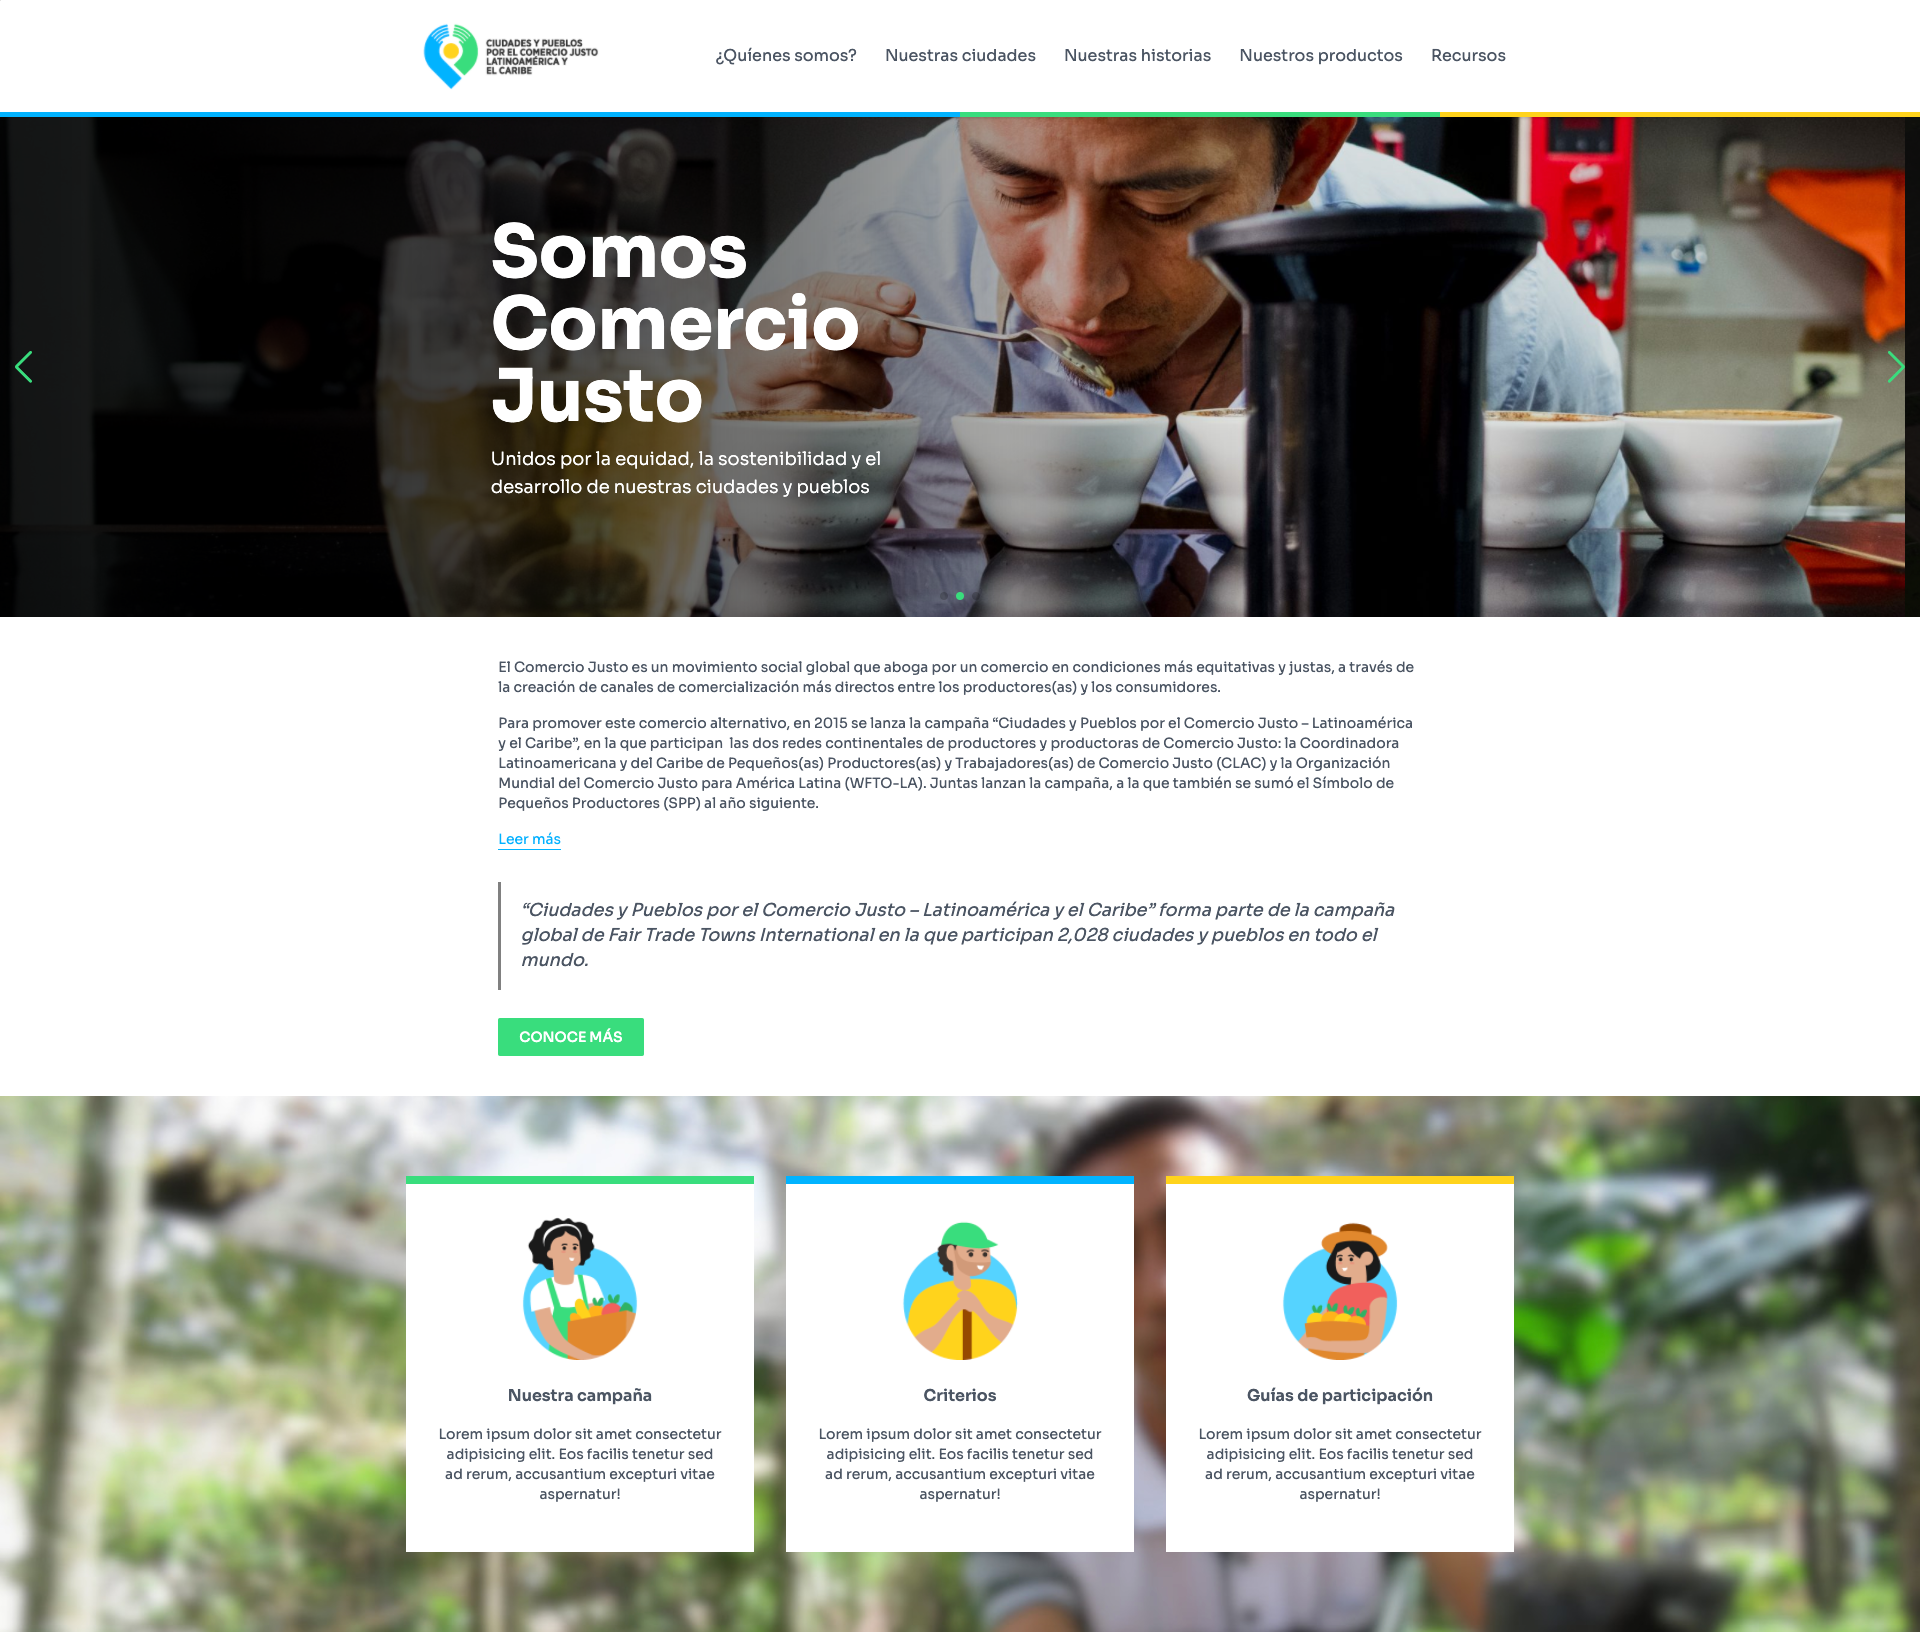 CIUDADES Y PUEBLOS
POR EL COMERCIO JUSTO
LATINOAMÉRICA Y
EL CARIBE
¿Quíenes somos? Nuestras ciudades Nuestras historias Nuestros productos Recursos
Somos
Comercio
Justo
Unidos por la equidad, la sostenibilidad y el
desarrollo de nuestras ciudades y pueblos
El Comercio Justo es un movimiento social global que aboga por un comercio en condiciones más equitativas y justas, a través de
la creación de canales de comercialización más directos entre los productores(as) y los consumidores.
Para promover este comercio alternativo, en 2015 se lanza la campaña “Ciudades y Pueblos por el Comercio Justo – Latinoamérica
y el Caribe”, en la que participan las dos redes continentales de productores y productoras de Comercio Justo: la Coordinadora
Latinoamericana y del Caribe de Pequeños(as) Productores(as) y Trabajadores(as) de Comercio Justo (CLAC) y la Organización
Mundial del Comercio Justo para América Latina (WFTO-LA). Juntas lanzan la campaña, a la que también se sumó el Símbolo de
Pequeños Productores (SPP) al año siguiente.
Leer más
“Ciudades y Pueblos por el Comercio Justo – Latinoamérica y el Caribe” forma parte de la campaña
global de Fair Trade Towns International en la que participan 2,028 ciudades y pueblos en todo el
mundo.
CONOCE MÁS
Nuestra campaña
Lorem ipsum dolor sit amet consectetur
adipisicing elit. Eos facilis tenetur sed
ad rerum, accusantium excepturi vitae
aspernatur!
Criterios
Lorem ipsum dolor sit amet consectetur
adipisicing elit. Eos facilis tenetur sed
ad rerum, accusantium excepturi vitae
aspernatur!
Guías de participación
Lorem ipsum dolor sit amet consectetur
adipisicing elit. Eos facilis tenetur sed
ad rerum, accusantium excepturi vitae
aspernatur!